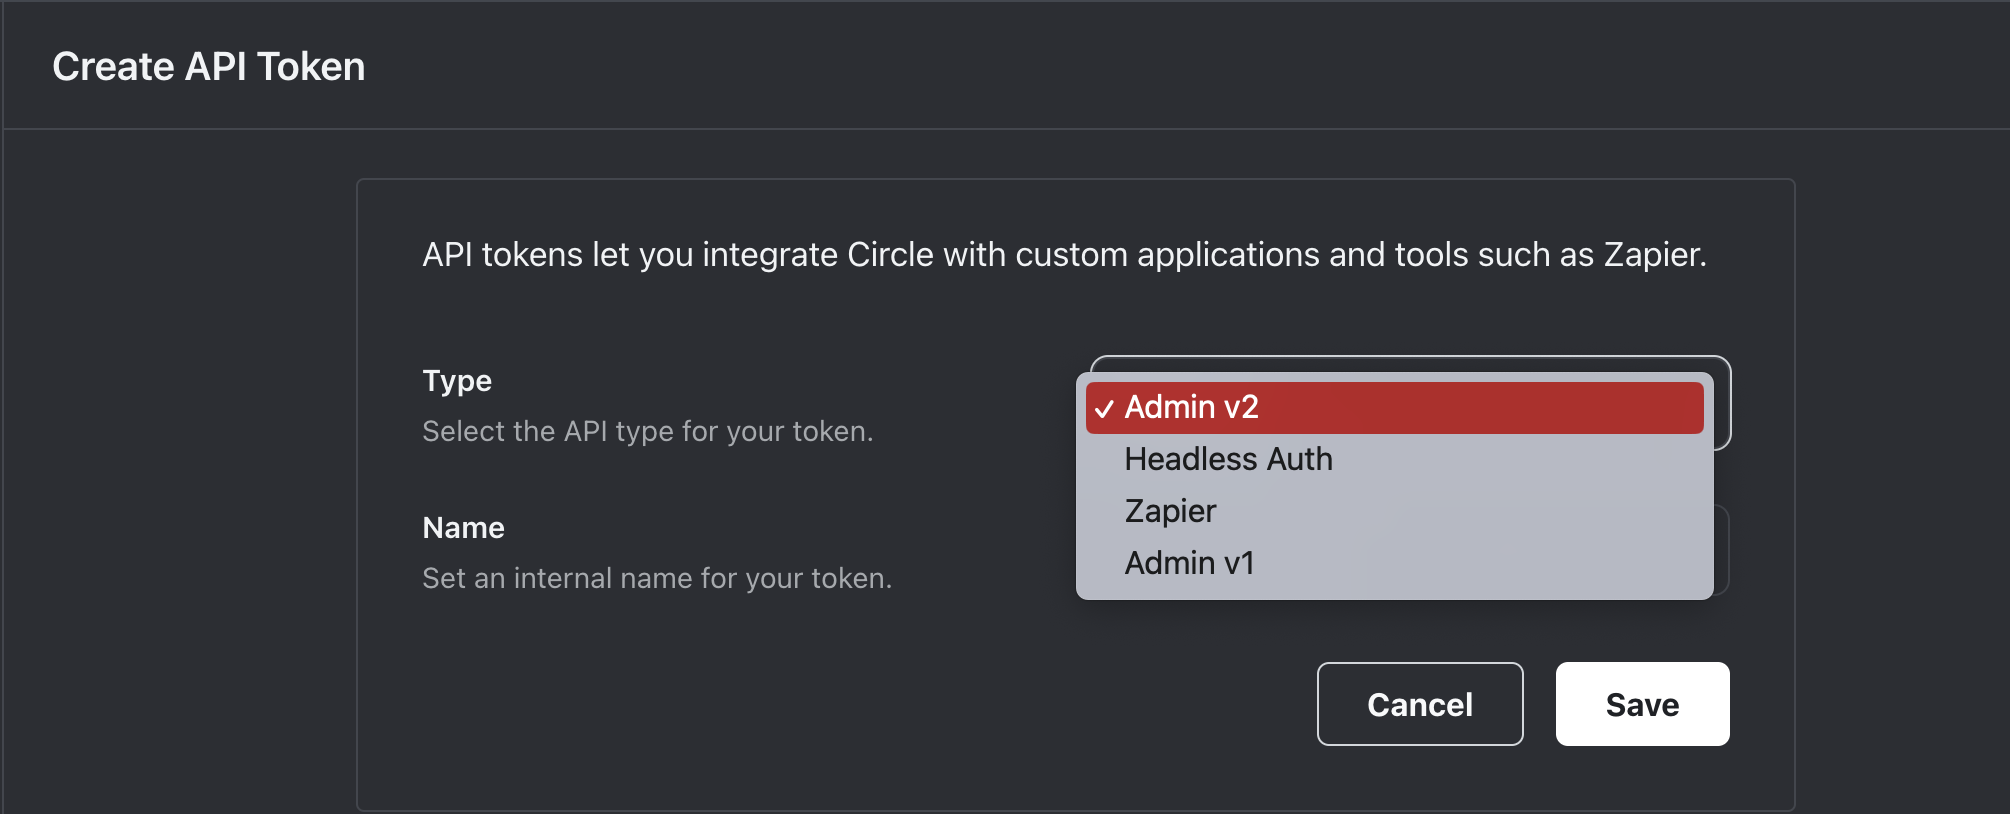 Create API Token
API tokens let you integrate Circle with custom applications and tools such as Zapier.
Type
Select the API type for your token.
✓ Admin v2
Headless Auth
Zapier
Admin v1
Name
Set an internal name for your token.
Cancel
Save